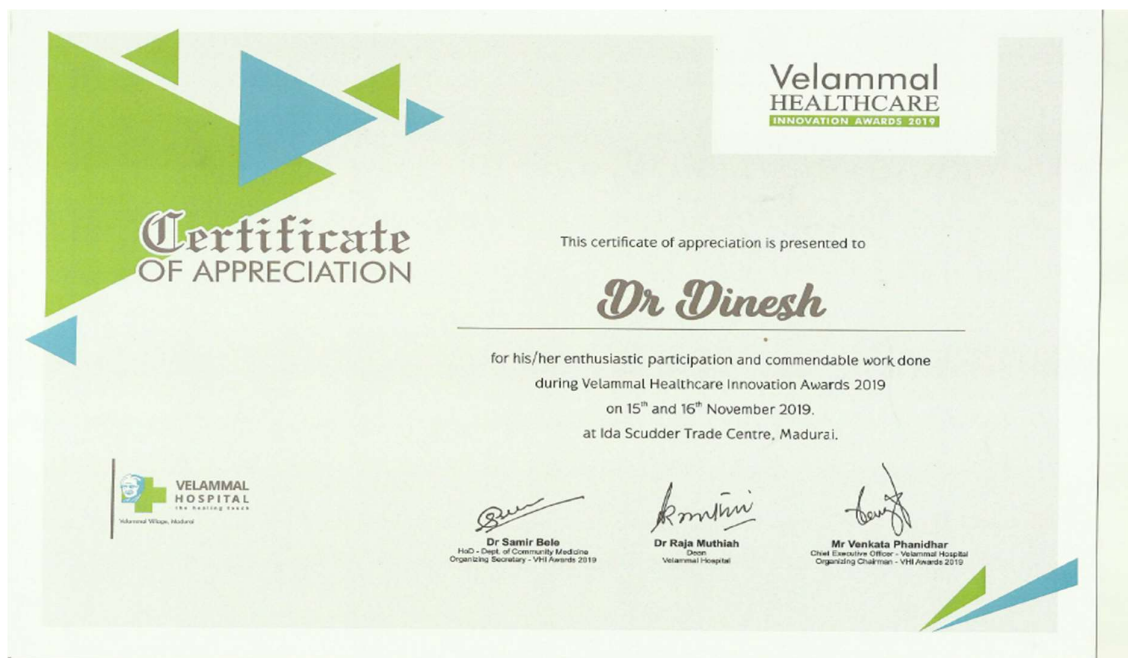 Velammal
HEALTHCARE
INNOVATION AWARDS 2019
Certificate
OF APPRECIATION
This certificate of appreciation is presented to
Dr Dinesh
for his/her enthusiastic participation and commendable work done
during Velammal Healthcare Innovation Awards 2019
on 15th and 16th November 2019.
at Ida Scudder Trade Centre, Madurai.
VELAMMAL
HOSPITAL
the healing touch
Velammal Village, Madurai
Dr Samir Bele
HoD - Dept. of Community Medicine
Organizing Secretary - VHI Awards 2019
Dr Raja Muthiah
Dean
Velammal Hospital
Mr Venkata Phanidhar
Chief Executive Officer - Velammal Hospital
Organizing Chairman - VHI Awards 2019